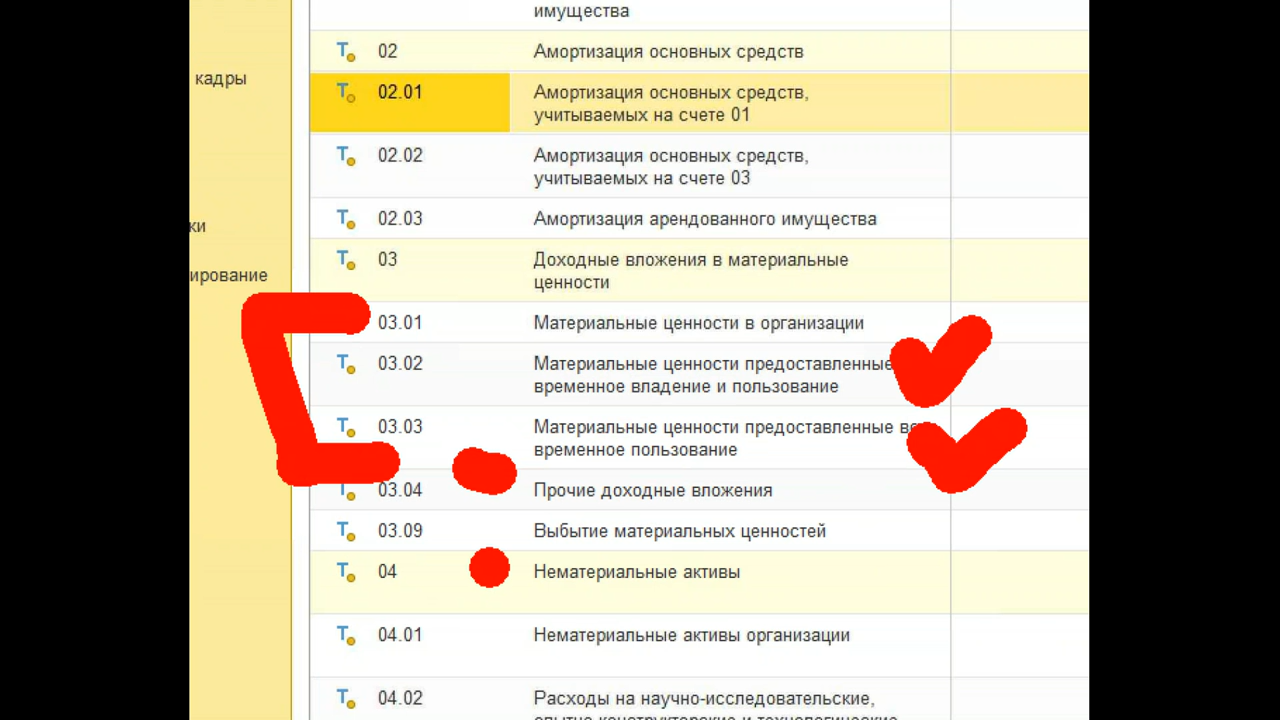 имущества
02 Амортизация основных средств
кадры
02.01 Амортизация основных средств,
учитываемых на счете 01
02.02 Амортизация основных средств,
учитываемых на счете 03
02.03 Амортизация арендованного имущества
ки
03 Доходные вложения в материальные
ценности
ирование
03.01 Материальные ценности в организации
03.02 Материальные ценности предоставленные
временное владение и пользование
03.03 Материальные ценности предоставленные во
временное пользование
03.04 Прочие доходные вложения
03.09 Выбытие материальных ценностей
04 Нематериальные активы
04.01 Нематериальные активы организации
04.02 Расходы на научно-исследовательские,
опытно-конструкторские и технологические